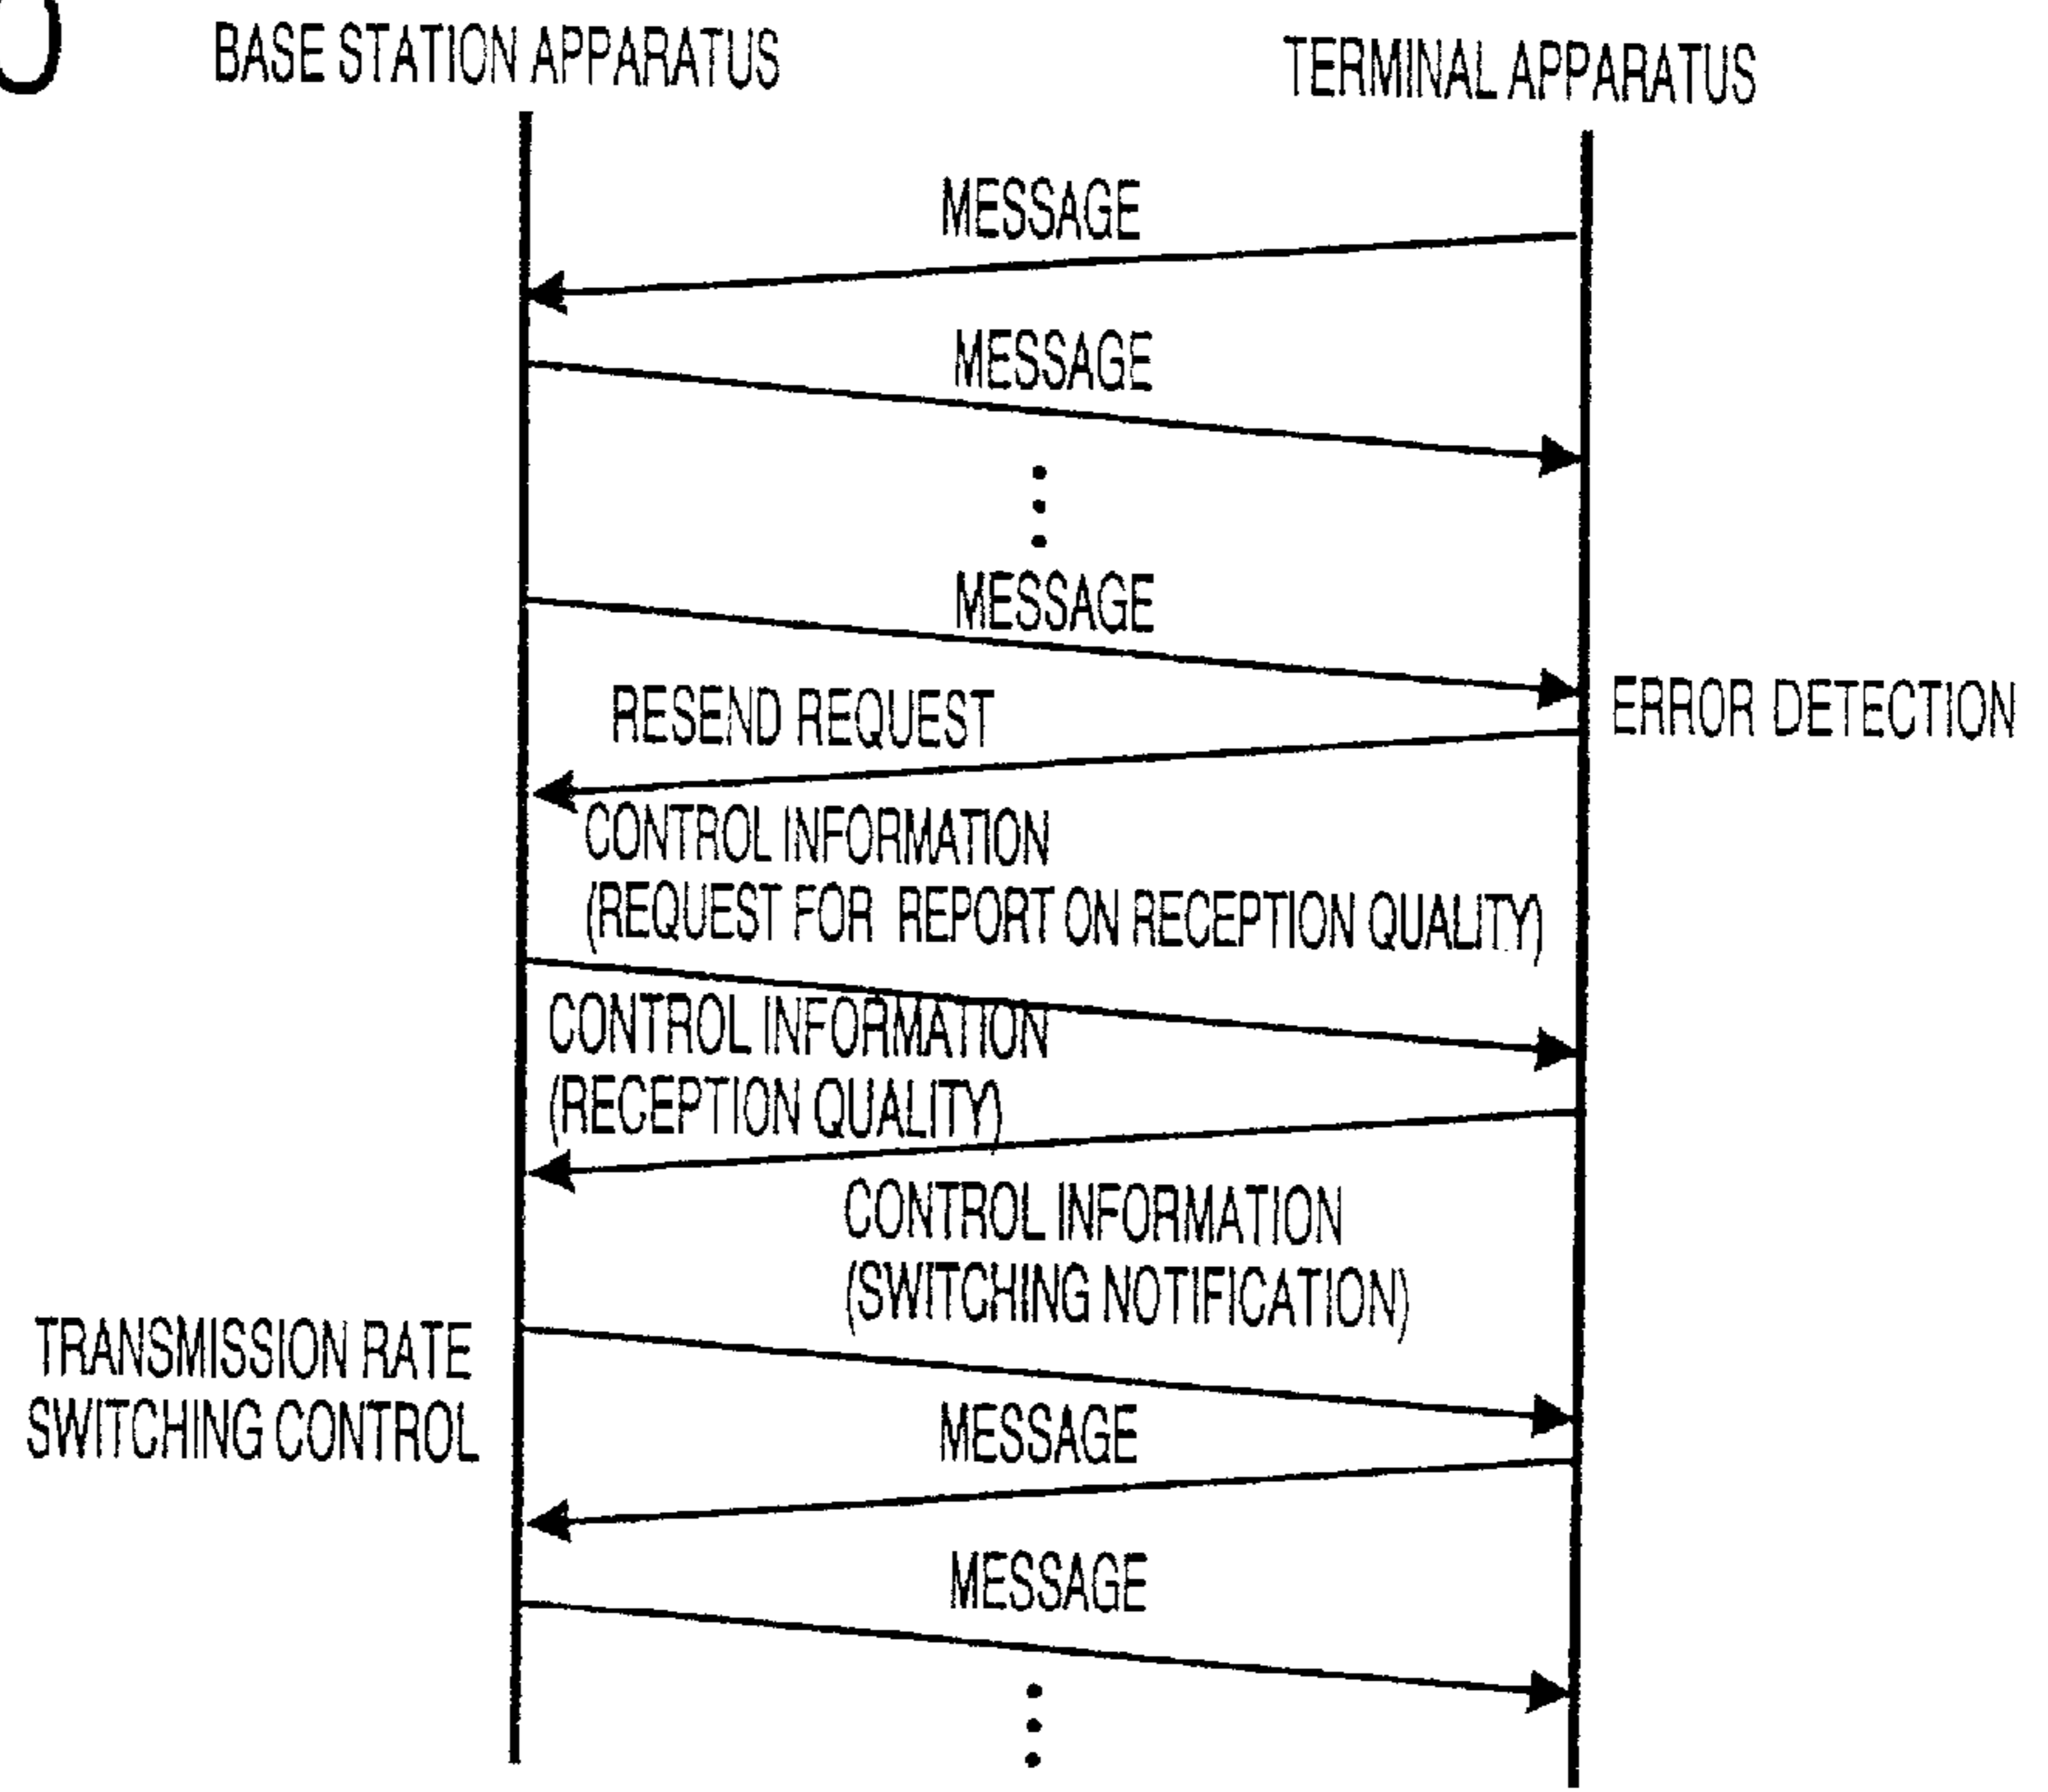 BASE STATION APPARATUS
TERMINAL APPARATUS
MESSAGE
MESSAGE
MESSAGE
ERROR DETECTION
RESEND REQUEST
CONTROL INFORMATION
(REQUEST FOR REPORT ON RECEPTION QUALITY)
CONTROL INFORMATION
(RECEPTION QUALITY)
CONTROL INFORMATION
(SWITCHING NOTIFICATION)
TRANSMISSION RATE
SWITCHING CONTROL
MESSAGE
MESSAGE